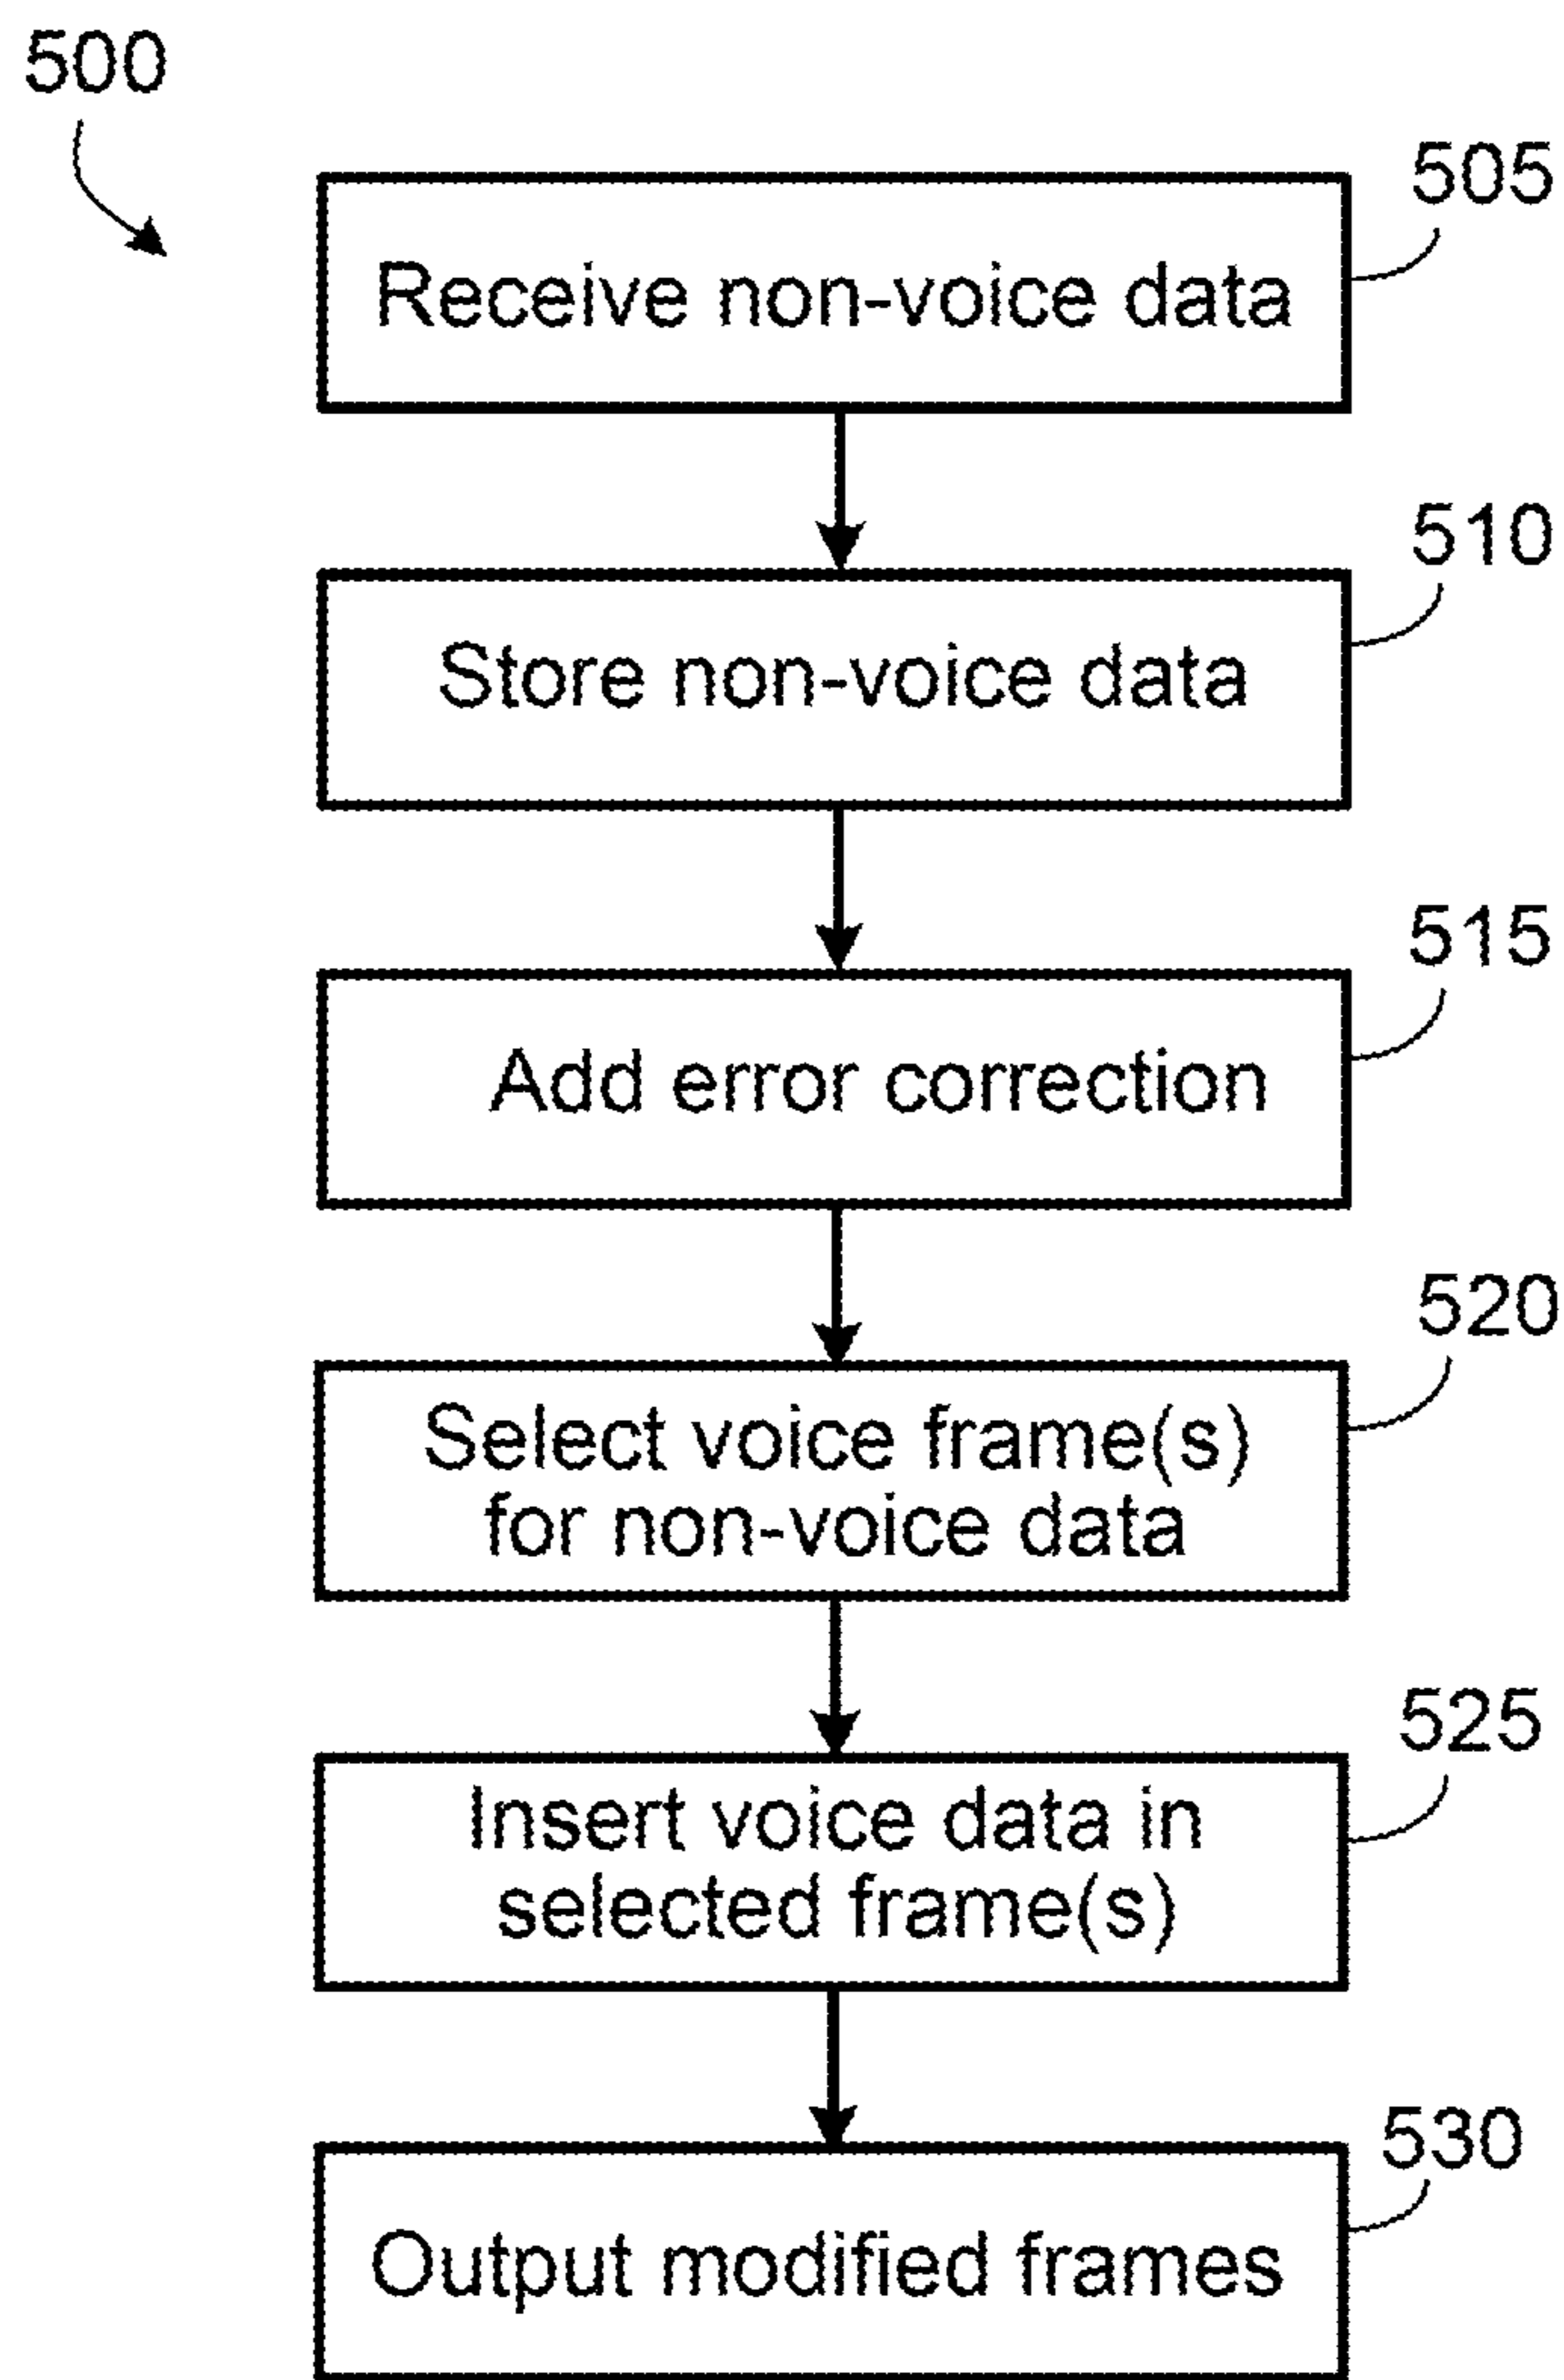 500
505
Receive non-voice data
510
Store non-voice data
515
Add error correction
520
Select voice frame(s)
for non-voice data
525
Insert voice data in
selected frame(s)
530
Output modified frames